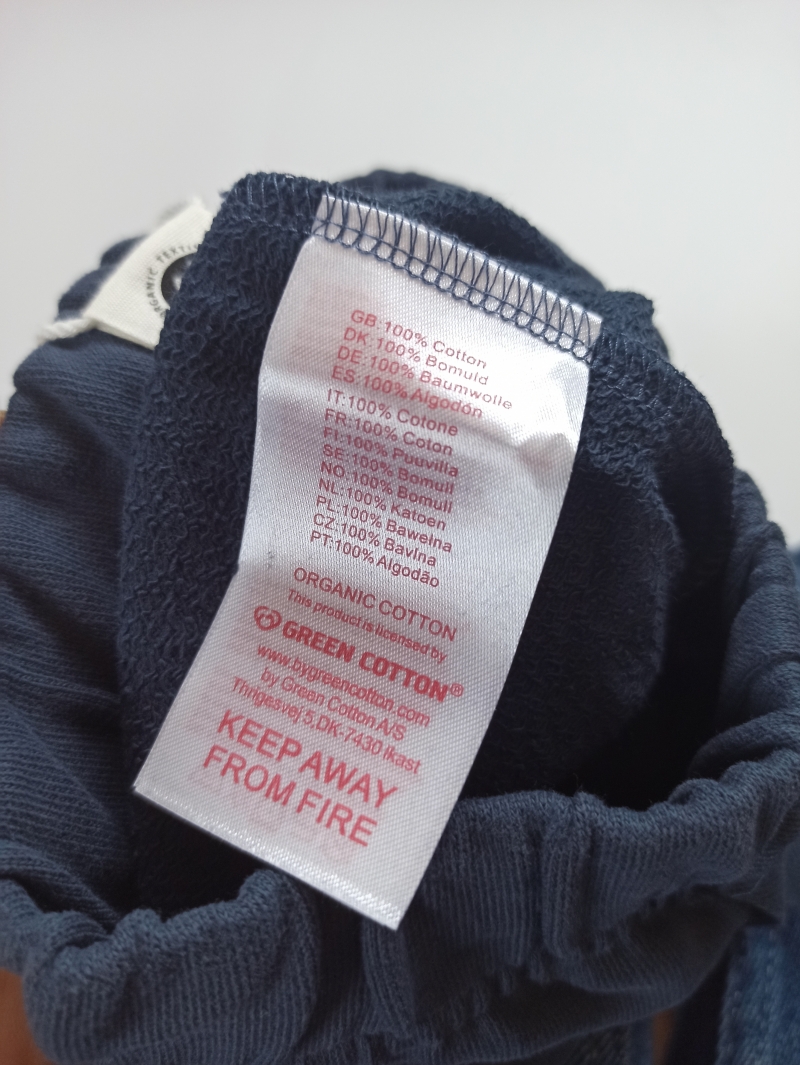 ORGANIC TEXTIL
GB:100% Cotton
DK:100% Bomuld
DE:100% Baumwolle
ES:100% Algodón
IT:100% Cotone
FR:100% Coton
FI:100% Puuvilla
SE:100% Bomull
NO:100% Bomull
NL:100% Katoen
PL:100% Bawełna
CZ:100% Bavlna
PT:100% Algodão
ORGANIC COTTON
This product is licensed by
GREEN COTTON®
www.bygreencotton.com
by Green Cotton A/S
Thrigesvej 5,DK-7430 Ikast
KEEP AWAY
FROM FIRE